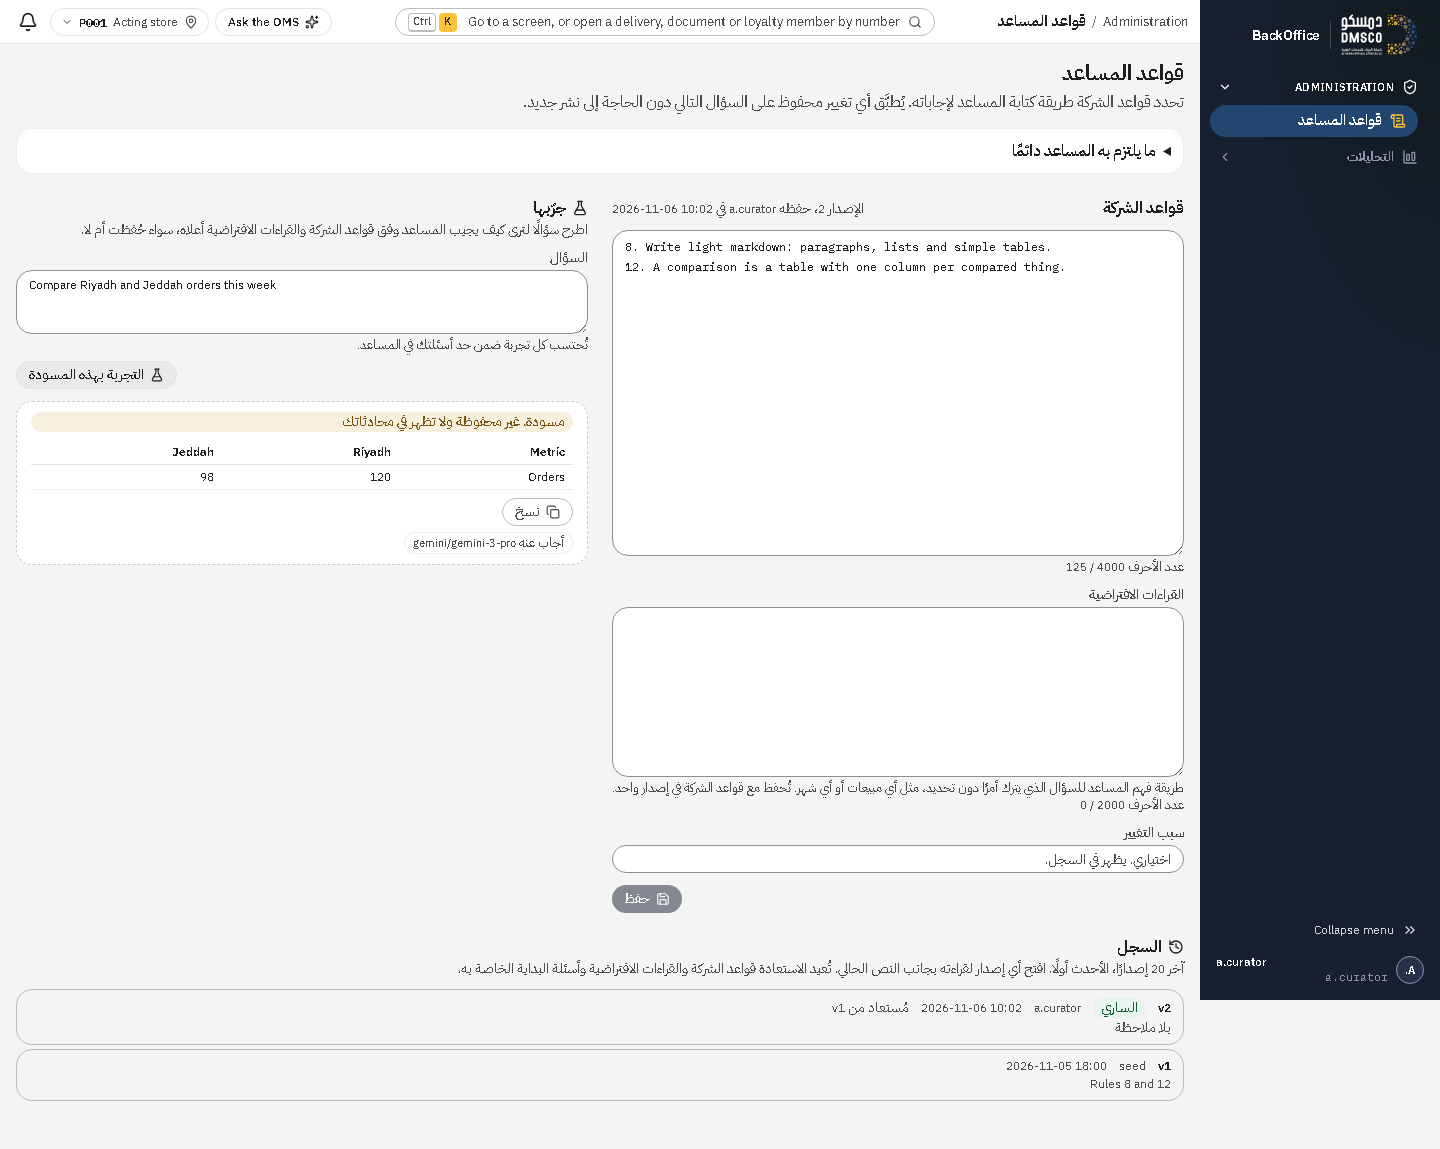 دمسكو
DMSCO
BackOffice
ADMINISTRATION
قواعد المساعد
التحليلات
Collapse menu
A.
a.curator
a.curator
Administration / قواعد المساعد
Go to a screen, or open a delivery, document or loyalty member by number
Ctrl K
Ask the OMS
Acting store P001
قواعد المساعد
تحدد قواعد الشركة طريقة كتابة المساعد لإجاباته. يُطبَّق أي تغيير محفوظ على السؤال التالي دون الحاجة إلى نشر جديد.
ما يلتزم به المساعد دائمًا
قواعد الشركة
الإصدار 2، حفظه a.curator في 2026-11-06 10:02
8. Write light markdown: paragraphs, lists and simple tables.
12. A comparison is a table with one column per compared thing.
عدد الأحرف 4000 / 125
القراءات الافتراضية
طريقة فهم المساعد للسؤال الذي يترك أمرًا دون تحديد، مثل أي مبيعات أو أي شهر. تُحفظ مع قواعد الشركة في إصدار واحد.
عدد الأحرف 2000 / 0
سبب التغيير
اختياري. يظهر في السجل.
حفظ
جرّبها
اطرح سؤالًا لترى كيف يجيب المساعد وفق قواعد الشركة والقراءات الافتراضية أعلاه، سواء حُفظت أم لا.
السؤال
Compare Riyadh and Jeddah orders this week
تُحتسب كل تجربة ضمن حد أسئلتك في المساعد.
التجربة بهذه المسودة
مسودة. غير محفوظة ولا تظهر في محادثاتك
Metric Riyadh Jeddah
Orders 120 98
نسخ
أجاب عنه gemini/gemini-3-pro
السجل
آخر 20 إصدارًا، الأحدث أولًا. افتح أي إصدار لقراءته بجانب النص الحالي. تُعيد الاستعادة قواعد الشركة والقراءات الافتراضية وأسئلة البداية الخاصة به.
v2 الساري a.curator 2026-11-06 10:02 مُستعاد من v1
بلا ملاحظة
v1 seed 2026-11-05 18:00
Rules 8 and 12